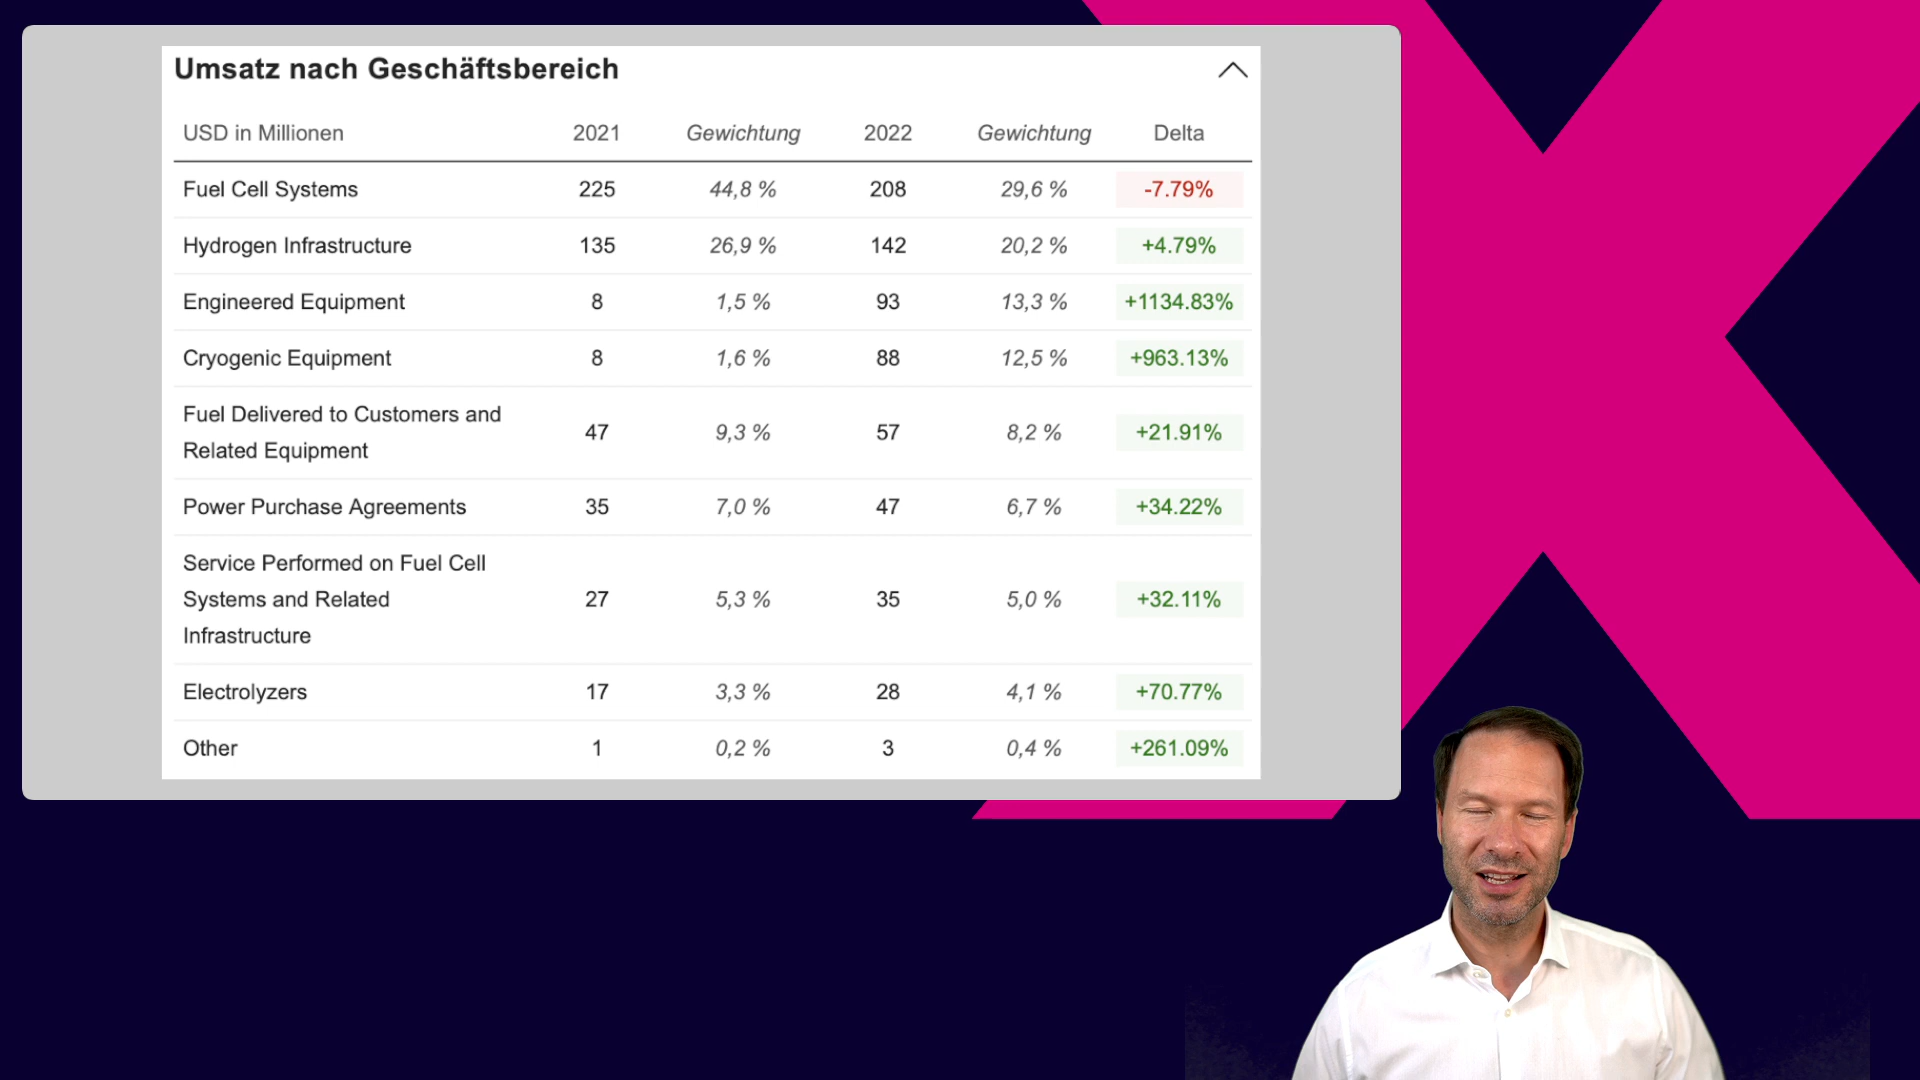 Umsatz nach Geschäftsbereich
USD in Millionen 2021 Gewichtung 2022 Gewichtung Delta
Fuel Cell Systems 225 44,8 % 208 29,6 % -7.79%
Hydrogen Infrastructure 135 26,9 % 142 20,2 % +4.79%
Engineered Equipment 8 1,5 % 93 13,3 % +1134.83%
Cryogenic Equipment 8 1,6 % 88 12,5 % +963.13%
Fuel Delivered to Customers and
Related Equipment 47 9,3 % 57 8,2 % +21.91%
Power Purchase Agreements 35 7,0 % 47 6,7 % +34.22%
Service Performed on Fuel Cell
Systems and Related 27 5,3 % 35 5,0 % +32.11%
Infrastructure
Electrolyzers 17 3,3 % 28 4,1 % +70.77%
Other 1 0,2 % 3 0,4 % +261.09%